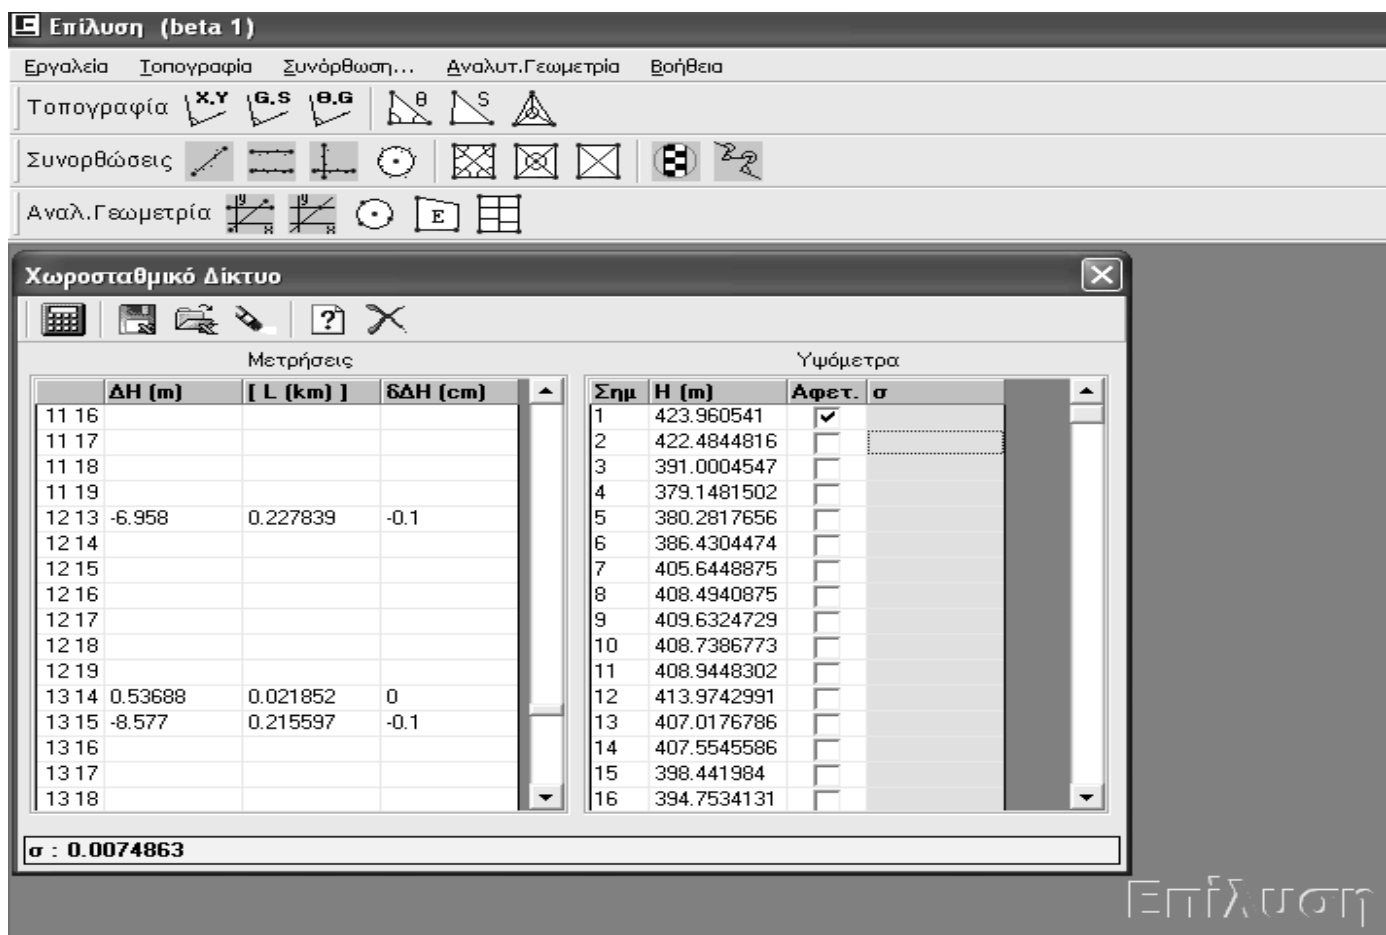 Επίλυση (beta 1)
Εργαλεία Τοπογραφία Συνόρθωση... Αναλυτ.Γεωμετρία Βοήθεια
Τοπογραφία X,Y G,S θ,G θ S
Συνορθώσεις
Αναλ.Γεωμετρία y x y x E
Χωροσταθμικό Δίκτυο
?
Μετρήσεις Υψόμετρα
ΔΗ (m) [ L (km) ] δΔΗ (cm) Σημ Η (m) Αφετ. σ
11 16 1 423.960541
11 17 2 422.4844816
11 18 3 391.0004547
11 19 4 379.1481502
12 13 -6.958 0.227839 -0.1 5 380.2817656
12 14 6 386.4304474
12 15 7 405.6448875
12 16 8 408.4940875
12 17 9 409.6324729
12 18 10 408.7386773
12 19 11 408.9448302
13 14 0.53688 0.021852 0 12 413.9742991
13 15 -8.577 0.215597 -0.1 13 407.0176786
13 16 14 407.5545586
13 17 15 398.441984
13 18 16 394.7534131
σ : 0.0074863
Επίλυση